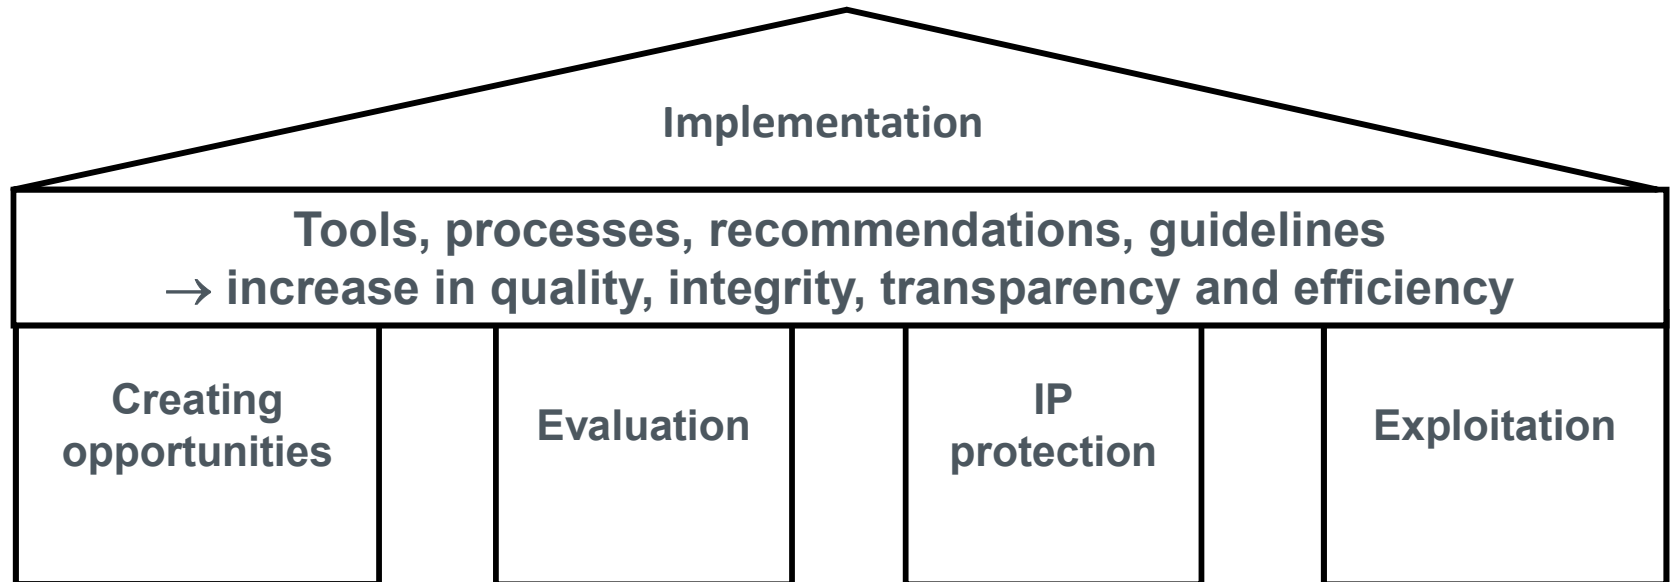 Implementation
Tools, processes, recommendations, guidelines
→ increase in quality, integrity, transparency and efficiency
Creating
opportunities
Evaluation
IP
protection
Exploitation